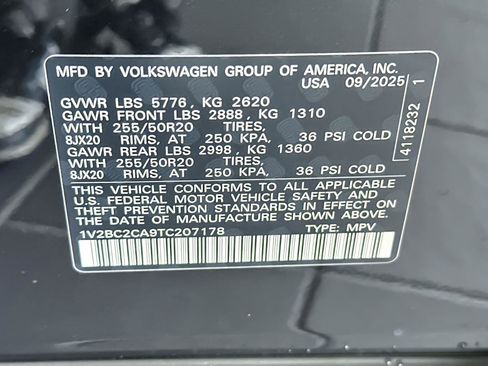 MFD BY VOLKSWAGEN GROUP OF AMERICA, INC.
USA 09/2025
GVWR LBS 5776 , KG 2620
GAWR FRONT LBS 2888 , KG 1310
WITH 255/50R20 TIRES,
8JX20 RIMS, AT 250 KPA, 36 PSI COLD
GAWR REAR LBS 2998 , KG 1360
WITH 255/50R20 TIRES,
8JX20 RIMS, AT 250 KPA, 36 PSI COLD
THIS VEHICLE CONFORMS TO ALL APPLICABLE
U.S. FEDERAL MOTOR VEHICLE SAFETY AND
THEFT PREVENTION STANDARDS IN EFFECT ON
THE DATE OF MANUFACTURE SHOWN ABOVE.
1V2BC2CA9TC207178 TYPE: MPV
4118232 1